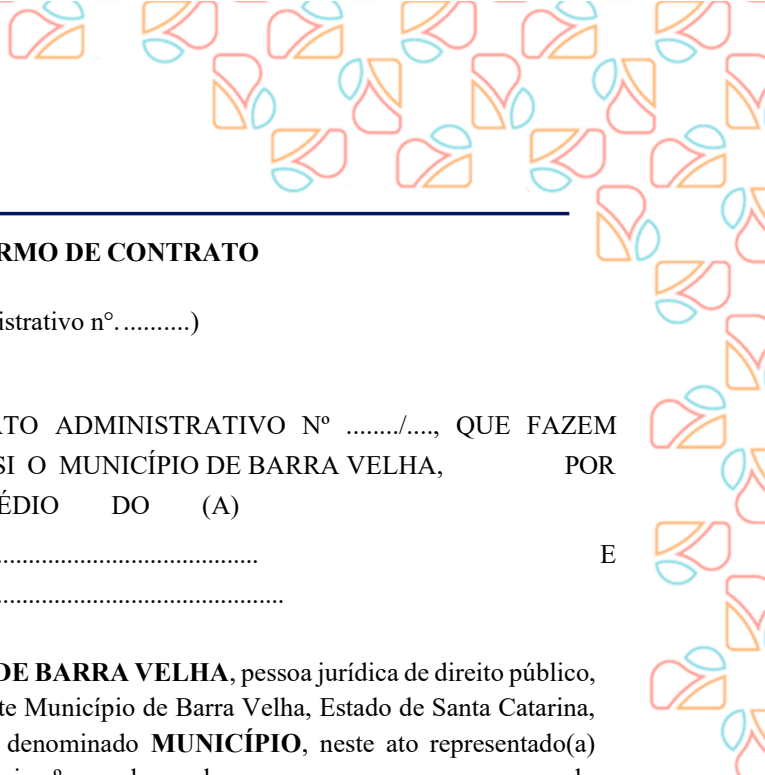 RMO DE CONTRATO
istrativo n°...........)
ATO ADMINISTRATIVO Nº ......../...., QUE FAZEM
SI O MUNICÍPIO DE BARRA VELHA, POR
ÉDIO DO (A)
.......................................... E
..............................................
DE BARRA VELHA, pessoa jurídica de direito público,
te Município de Barra Velha, Estado de Santa Catarina,
denominado MUNICÍPIO, neste ato representado(a)